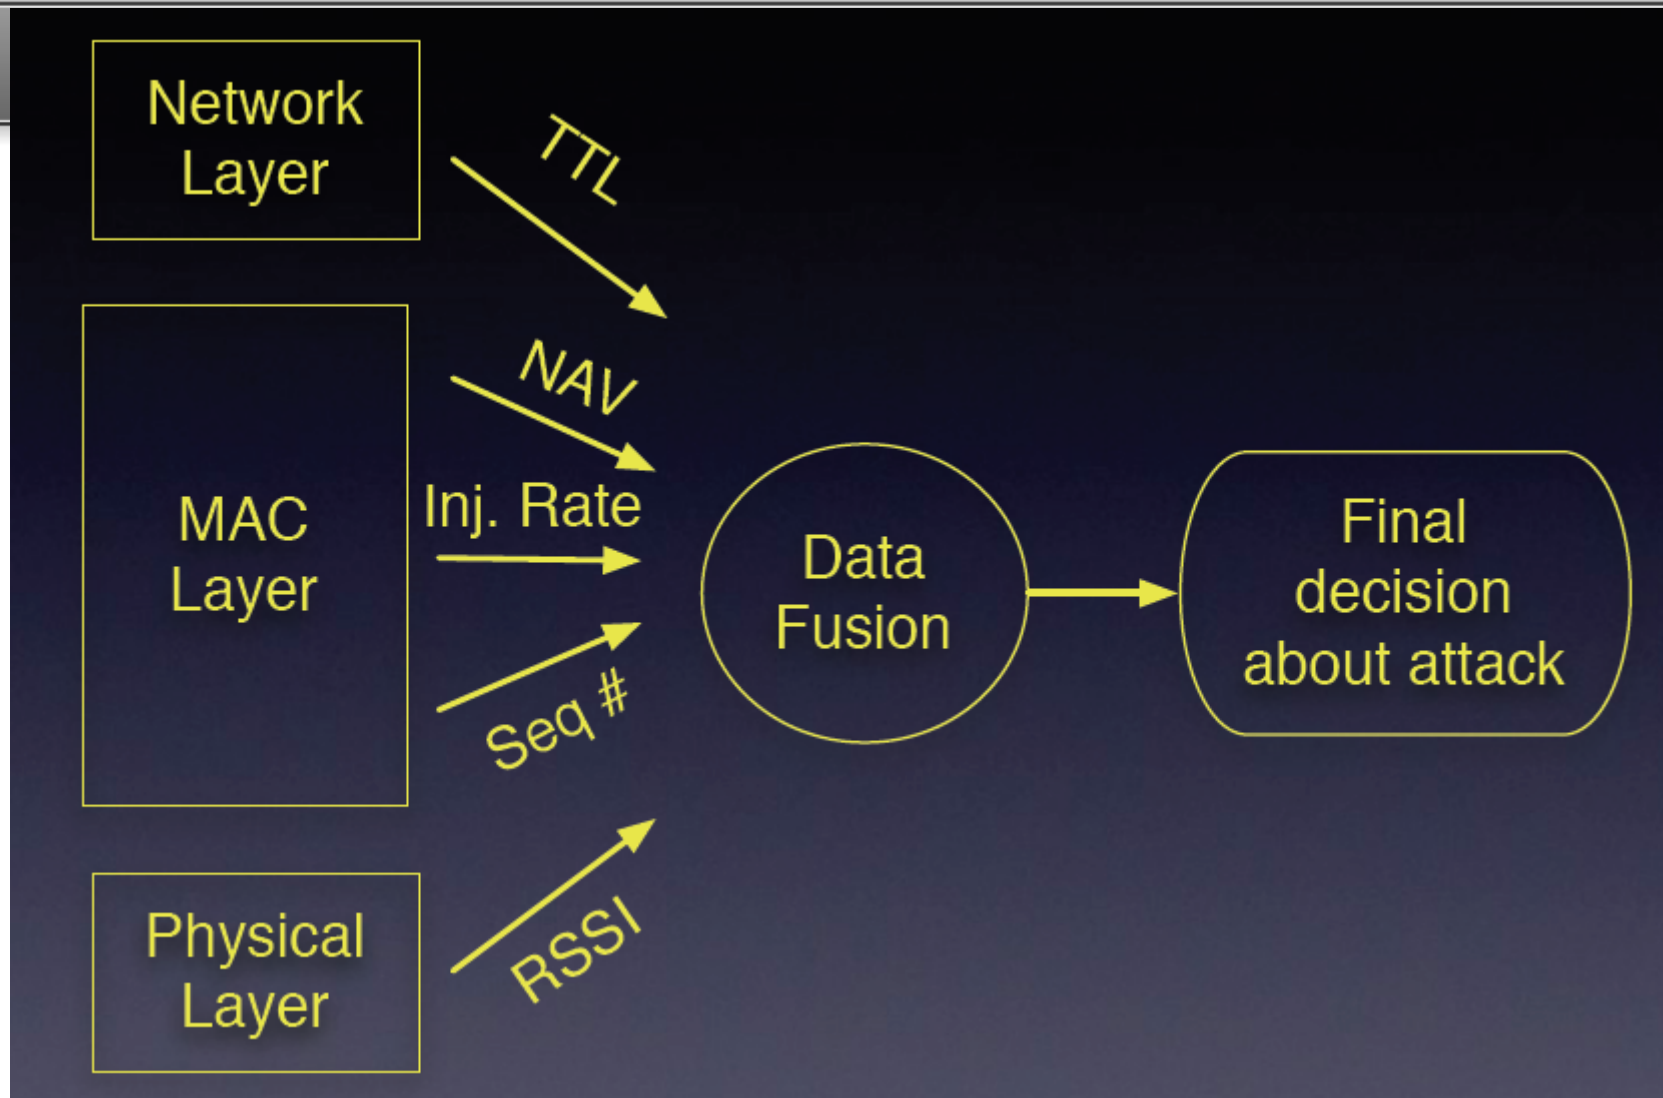 Network
Layer
TTL
NAV
MAC
Layer
Inj. Rate
Seq #
Physical
Layer
RSSI
Data
Fusion
Final
decision
about attack